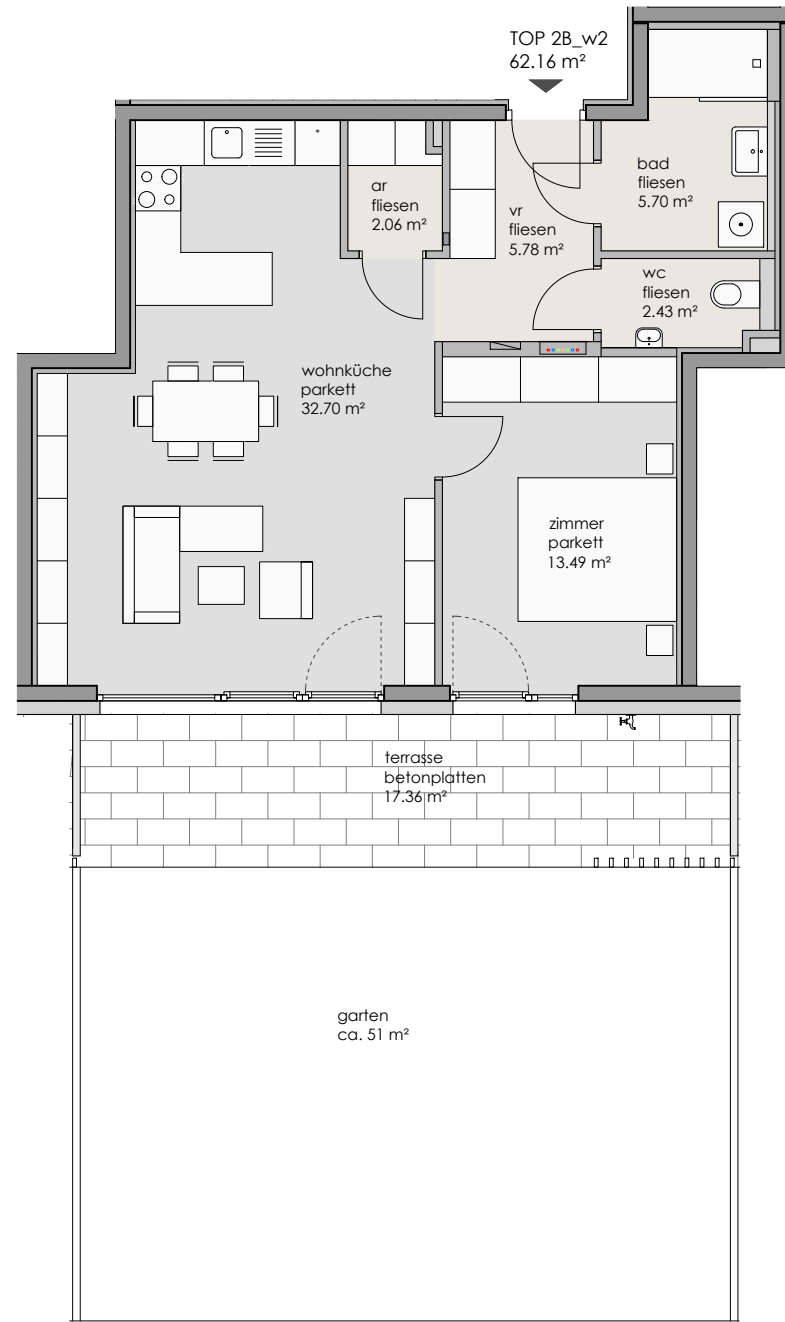 TOP 2B_w2
62.16 m²
bad
fliesen
5.70 m²
ar
fliesen
2.06 m²
vr
fliesen
5.78 m²
wc
fliesen
2.43 m²
wohnküche
parkett
32.70 m²
zimmer
parkett
13.49 m²
terrasse
betonplatten
17.36 m²
garten
ca. 51 m²